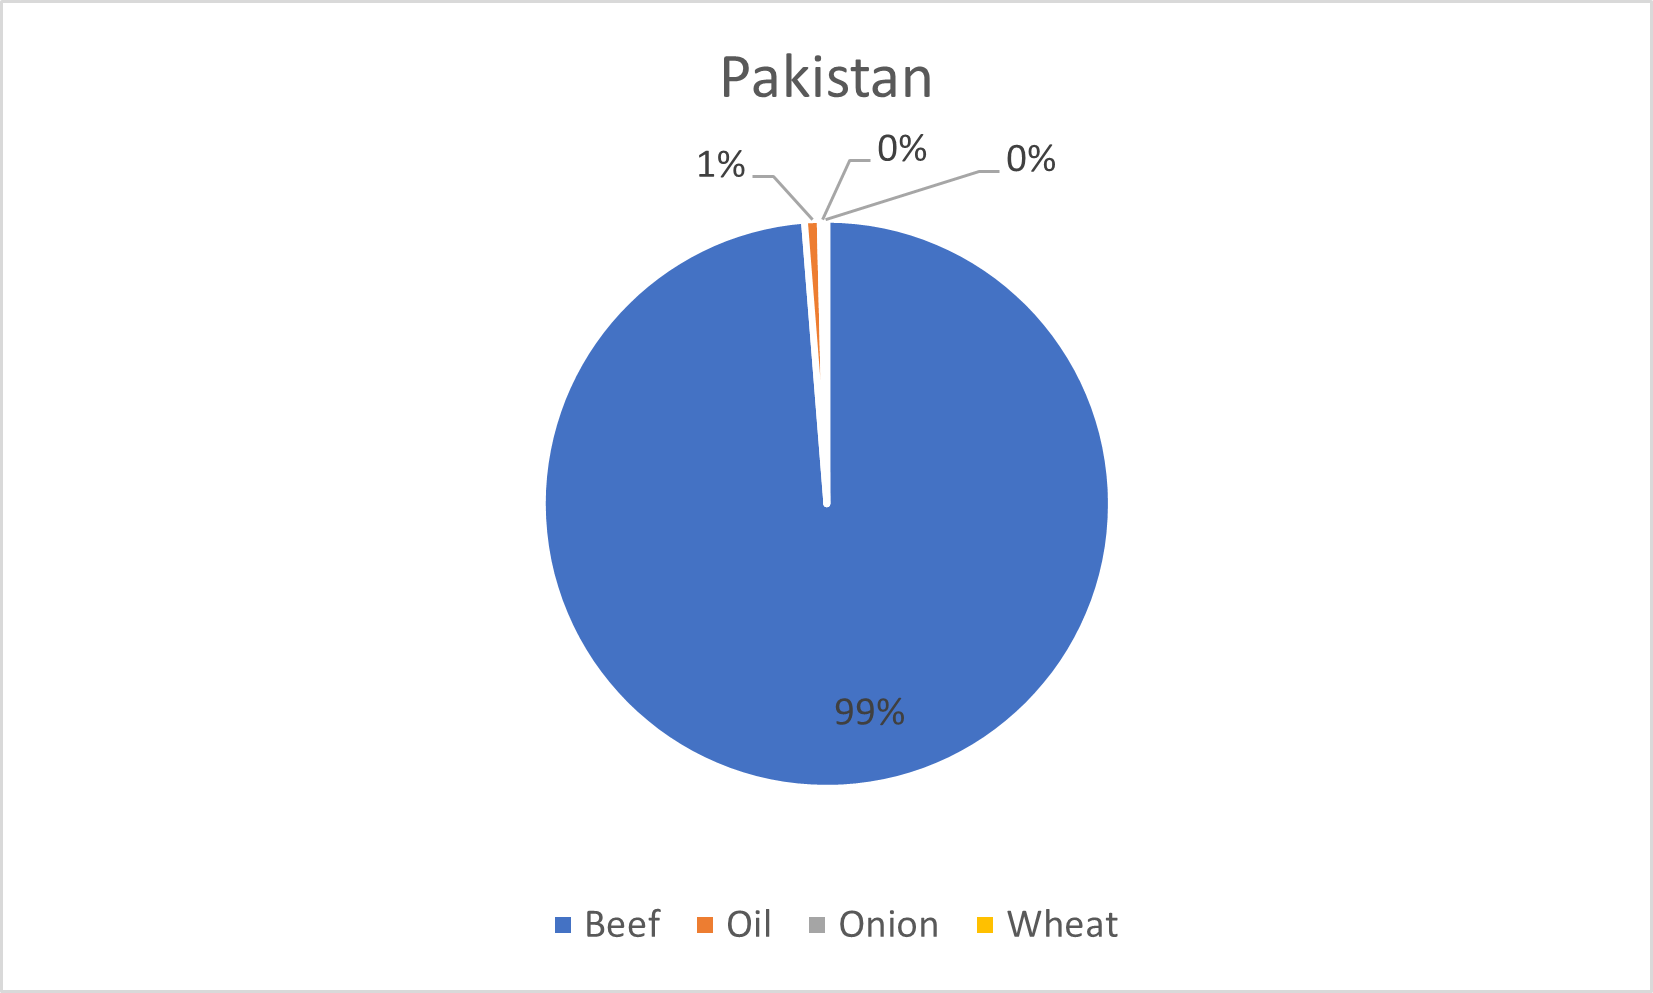 Pakistan
1%
0%
0%
99%
Beef Oil Onion Wheat